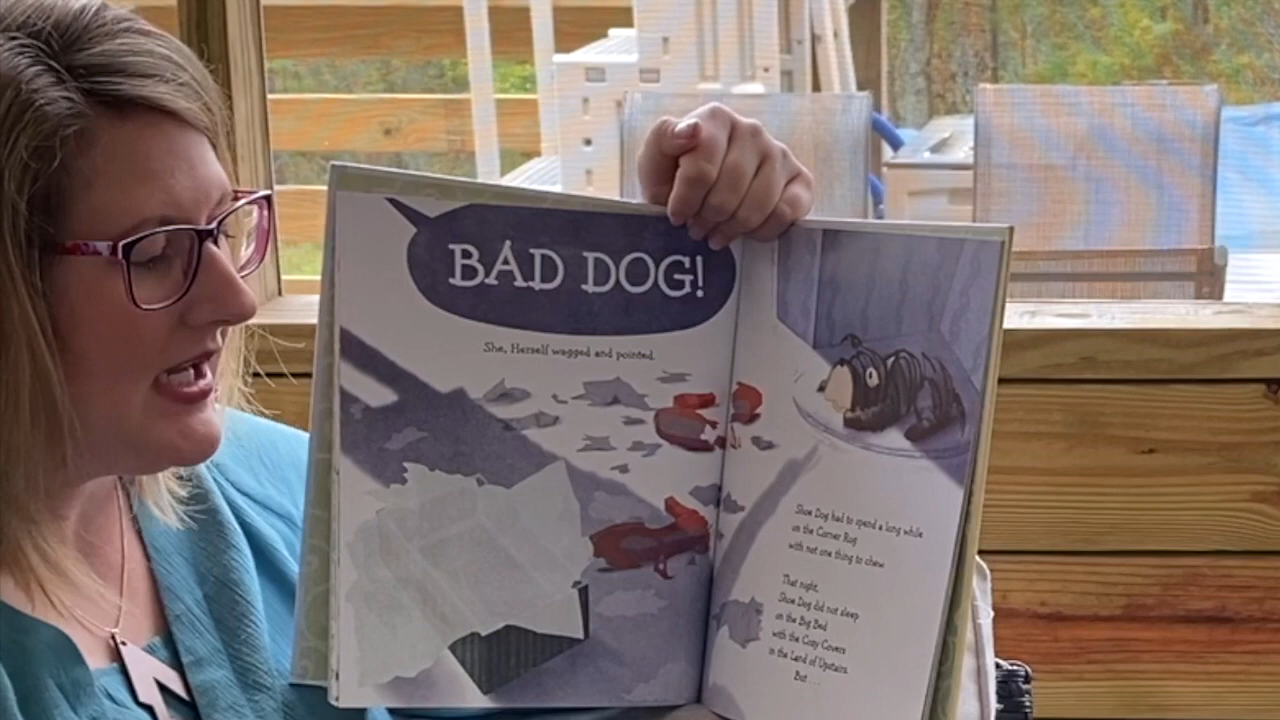 BAD DOG!
She, Herself wagged and pointed.
Shoe Dog had to spend a long while
on the Corner Rug
with not one thing to chew
That night,
Shoe Dog did not sleep
on the Big Bed
with the Cozy Covers
in the Land of Upstairs.
But . . .